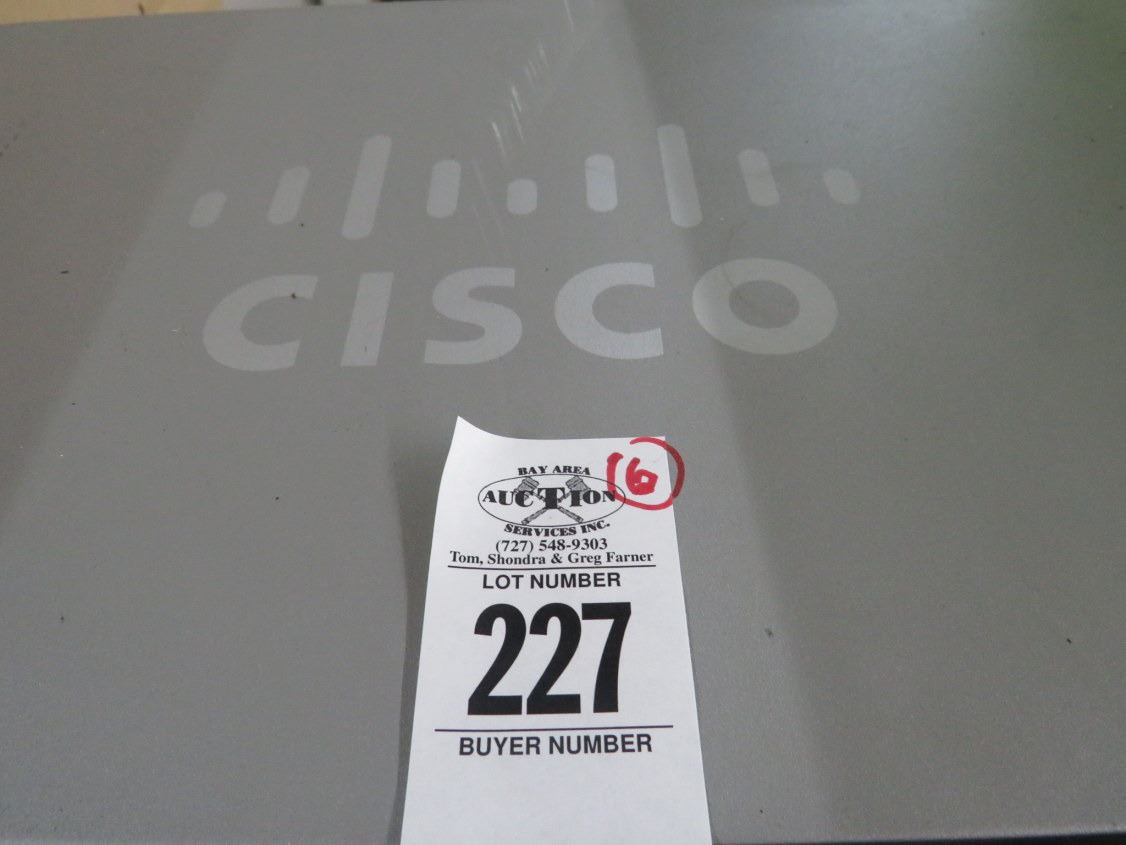 CISCO
6
BAY AREA
AUCTION
SERVICES INC.
(727) 548-9303
Tom, Shondra & Greg Farner
LOT NUMBER
227
BUYER NUMBER